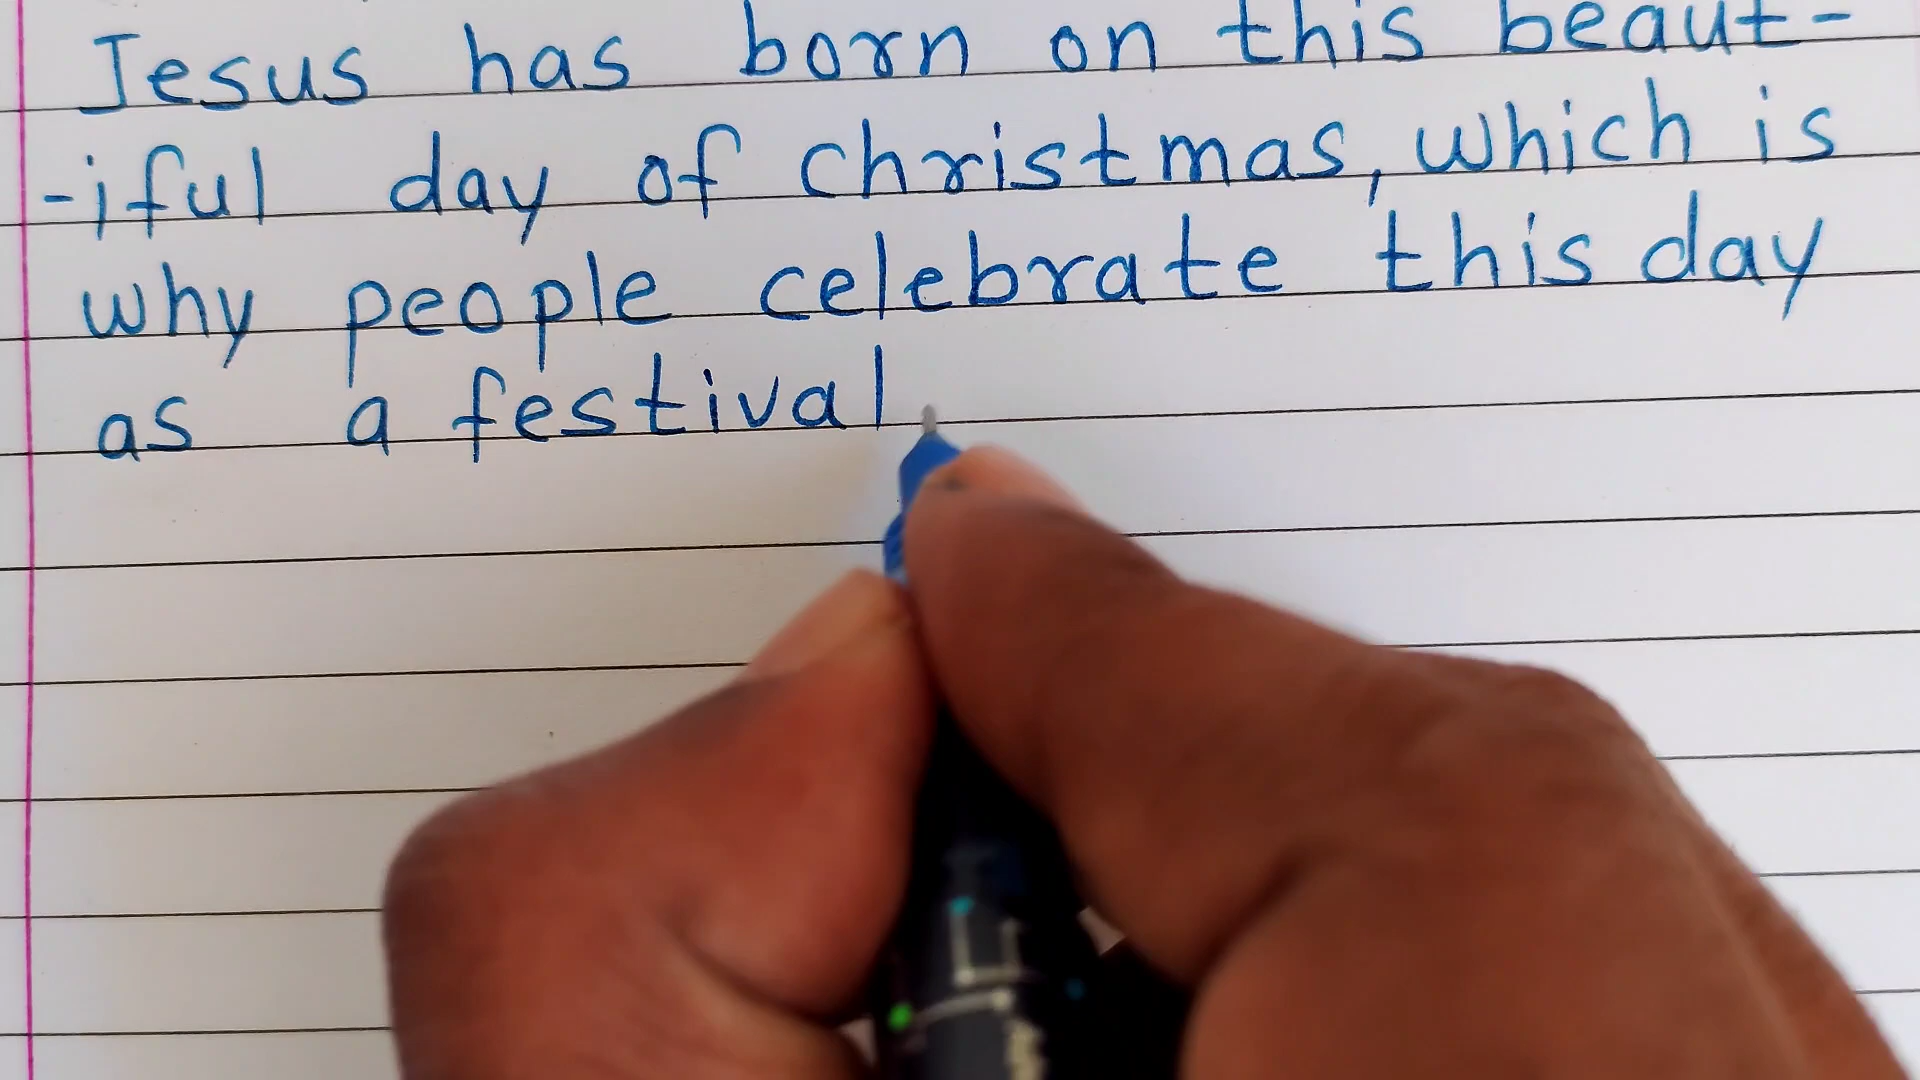 Jesus has born on this beaut-
-iful day of christmas, which is
why people celebrate this day
as a festival